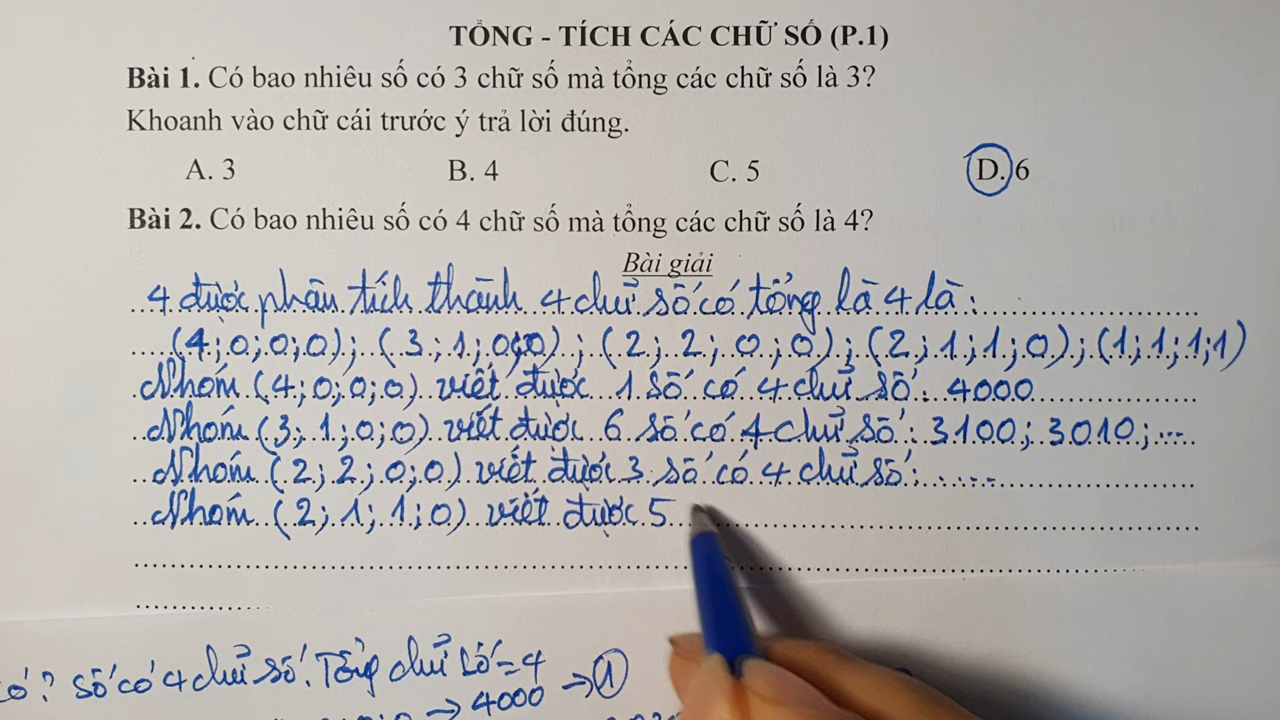 TỔNG - TÍCH CÁC CHỮ SỐ (P.1)
Bài 1. Có bao nhiêu số có 3 chữ số mà tổng các chữ số là 3?
Khoanh vào chữ cái trước ý trả lời đúng.
A. 3 B. 4 C. 5 D. 6
Bài 2. Có bao nhiêu số có 4 chữ số mà tổng các chữ số là 4?
Bài giải
4 được phân tích thành 4 chữ số có tổng là 4 là:
(4; 0; 0; 0); (3; 1; 0; 0); (2; 2; 0; 0); (2; 1; 1; 0); (1; 1; 1; 1)
Nhóm (4; 0; 0; 0) viết được 1 số có 4 chữ số: 4000
Nhóm (3; 1; 0; 0) viết được 6 số có 4 chữ số: 3100; 3010; ....
Nhóm (2; 2; 0; 0) viết được 3 số có 4 chữ số: .....
Nhóm (2; 1; 1; 0) viết được 5
có? số có 4 chữ số. Tổng chữ số = 4
→ 4000 → 1